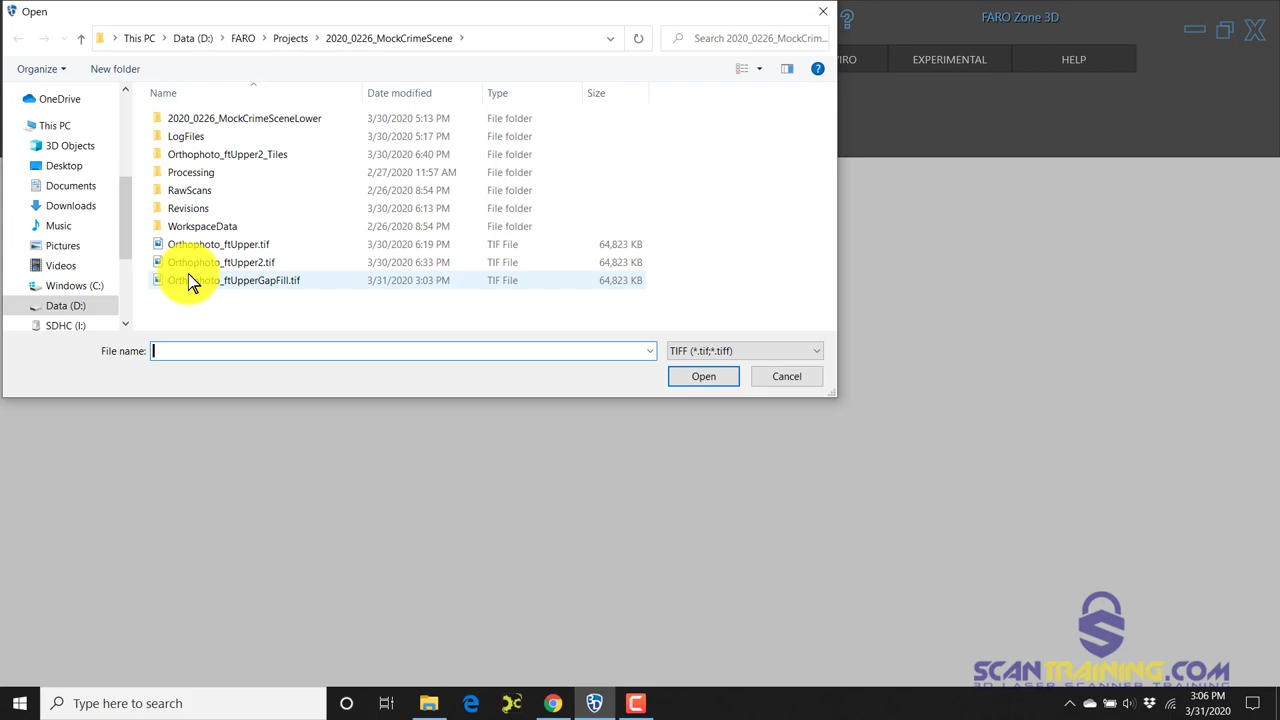 Open
FARO Zone 3D
This PC > Data (D:) > FARO > Projects > 2020_0226_MockCrimeScene >
Search 2020_0226_MockCrim...
IRO
EXPERIMENTAL
HELP
Organize
New folder
Name
Date modified
Type
Size
OneDrive
This PC
3D Objects
Desktop
Documents
Downloads
Music
Pictures
Videos
Windows (C:)
Data (D:)
SDHC (I:)
2020_0226_MockCrimeSceneLower 3/30/2020 5:13 PM File folder
LogFiles 3/30/2020 5:17 PM File folder
Orthophoto_ftUpper2_Tiles 3/30/2020 6:40 PM File folder
Processing 2/27/2020 11:57 AM File folder
RawScans 2/26/2020 8:54 PM File folder
Revisions 3/30/2020 6:13 PM File folder
WorkspaceData 2/26/2020 8:54 PM File folder
Orthophoto_ftUpper.tif 3/30/2020 6:19 PM TIF File 64,823 KB
Orthophoto_ftUpper2.tif 3/30/2020 6:33 PM TIF File 64,823 KB
Orthophoto_ftUpperGapFill.tif 3/31/2020 3:03 PM TIF File 64,823 KB
File name:
TIFF (*.tif;*.tiff)
Open
Cancel
SCANTRAINING.COM
3D LASER SCANNER TRAINING
Type here to search
3:06 PM
3/31/2020